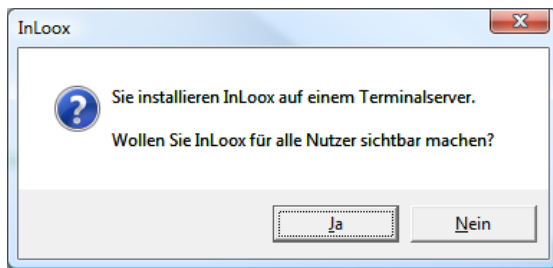 InLoox
Sie installieren InLoox auf einem Terminalserver.
Wollen Sie InLoox für alle Nutzer sichtbar machen?
Ja
Nein